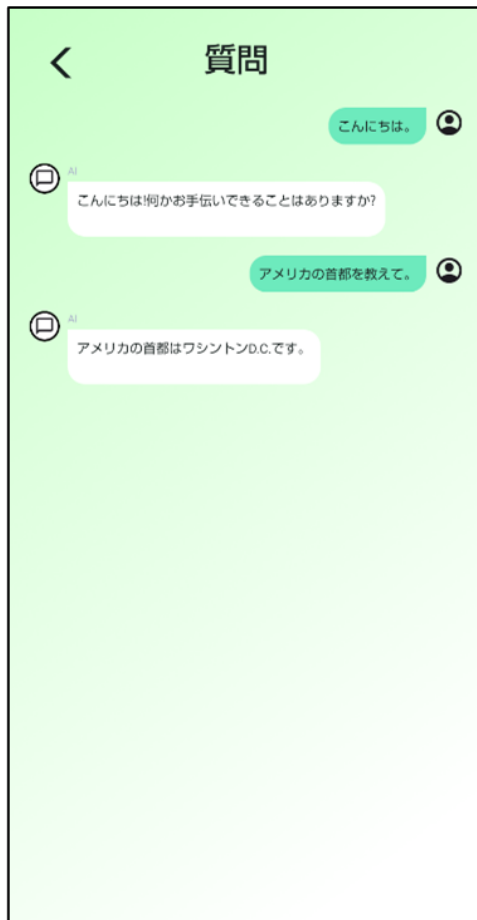 質問
こんにちは。
AI
こんにちは!何かお手伝いできることはありますか?
アメリカの首都を教えて。
AI
アメリカの首都はワシントンD.C.です。